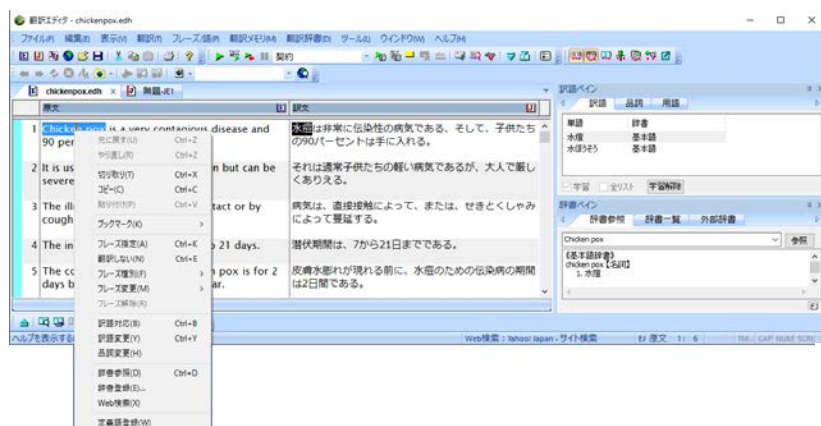 翻訳エディタ - chickenpox.edh
ファイル(F) 編集(E) 表示(V) 翻訳(T) フレーズ/語(P) 翻訳メモリ(M) 翻訳辞書(D) ツール(L) ウインドウ(W) ヘルプ(H)
契約
chickenpox.edh × 無題-JE1
原文 訳文
1 Chicken pox is a very contagious disease and
90 per
水痘は非常に伝染性の病気である、そして、子供たち
の90パーセントは手に入れる。
2 It is us
n but can be
severe
それは通常子供たちの軽い病気であるが、大人で厳し
くありえる。
3 The ill
tact or by
cough
病気は、直接接触によって、または、せきとくしゃみ
によって蔓延する。
4 The in
o 21 days.
潜伏期間は、7から21日までである。
5 The co
n pox is for 2
days b
ar.
皮膚水膨れが現れる前に、水痘のための伝染病の期間
は2日間である。
元に戻す(U) Ctrl+Z
やり直し(R) Ctrl+Z
切り取り(T) Ctrl+X
コピー(C) Ctrl+C
貼り付け(P) Ctrl+V
ブックマーク(K)
フレーズ指定(A) Ctrl+K
翻訳しない(N) Ctrl+E
フレーズ種別(F)
フレーズ変更(M)
フレーズ解除(R)
訳語対応(B) Ctrl+B
訳語変更(Y) Ctrl+Y
品詞変更(H)
辞書参照(D) Ctrl+D
辞書登録(E)...
Web検索(X)
定義語登録(W)
訳語ペイン
訳語 品詞 用語
単語 辞書
水痘 基本語
水ぼうそう 基本語
学習 全リスト 学習解除
辞書ペイン
辞書参照 辞書一覧 外部辞書
Chicken pox 参照
《基本語辞書》
chicken pox【名詞】
1. 水痘
ヘルプを表示する
Web検索 : Yahoo! Japan - サイト検索 EJ 原文 1: 6 CAP NUM SCRL